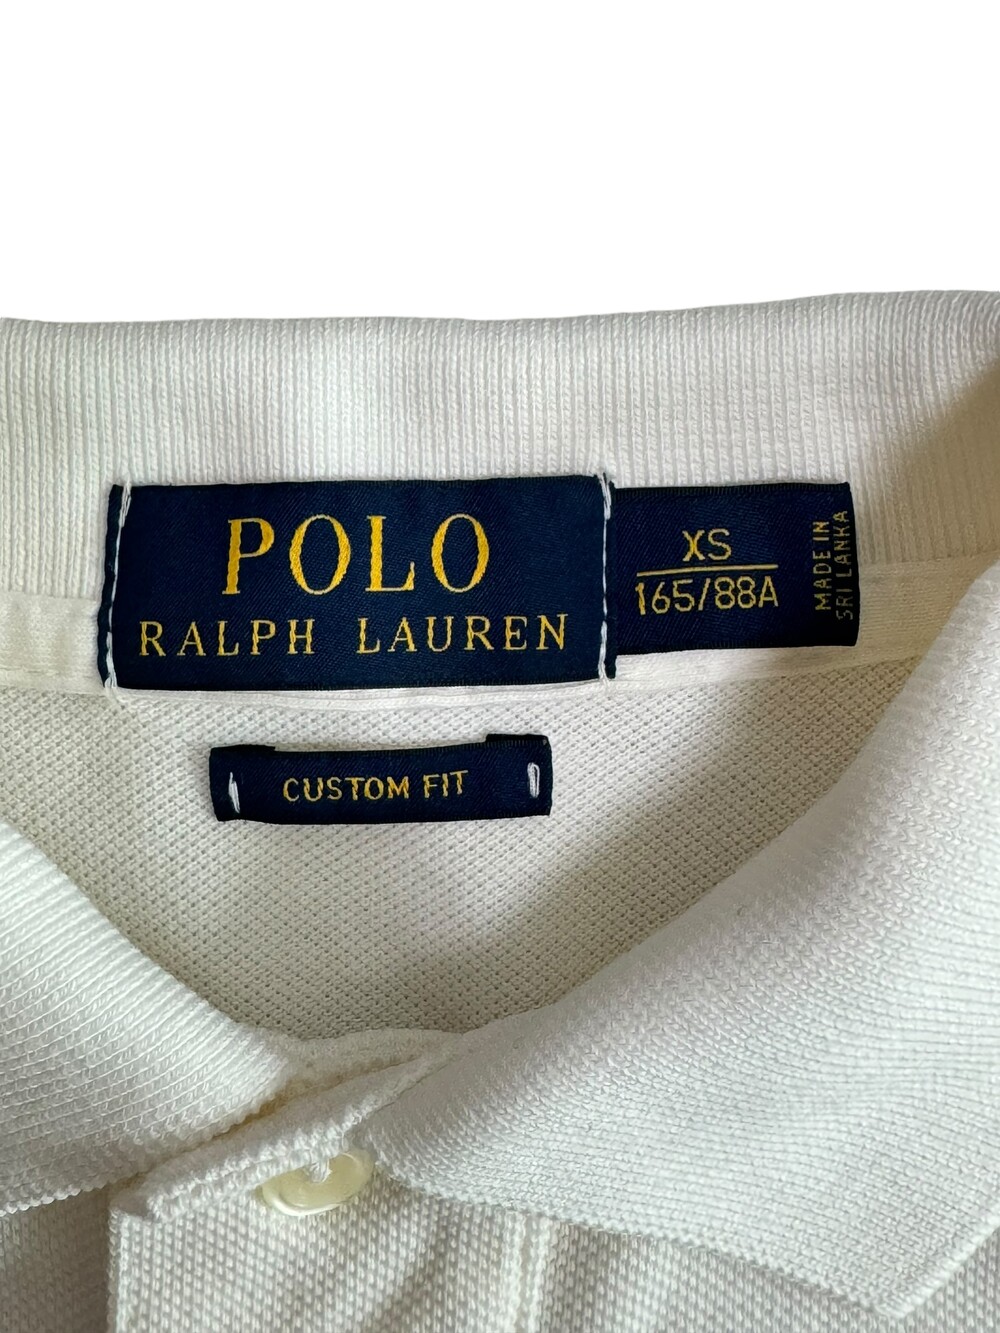 POLO
RALPH LAUREN
XS
165/88A
MADE IN
SRI LANKA
CUSTOM FIT